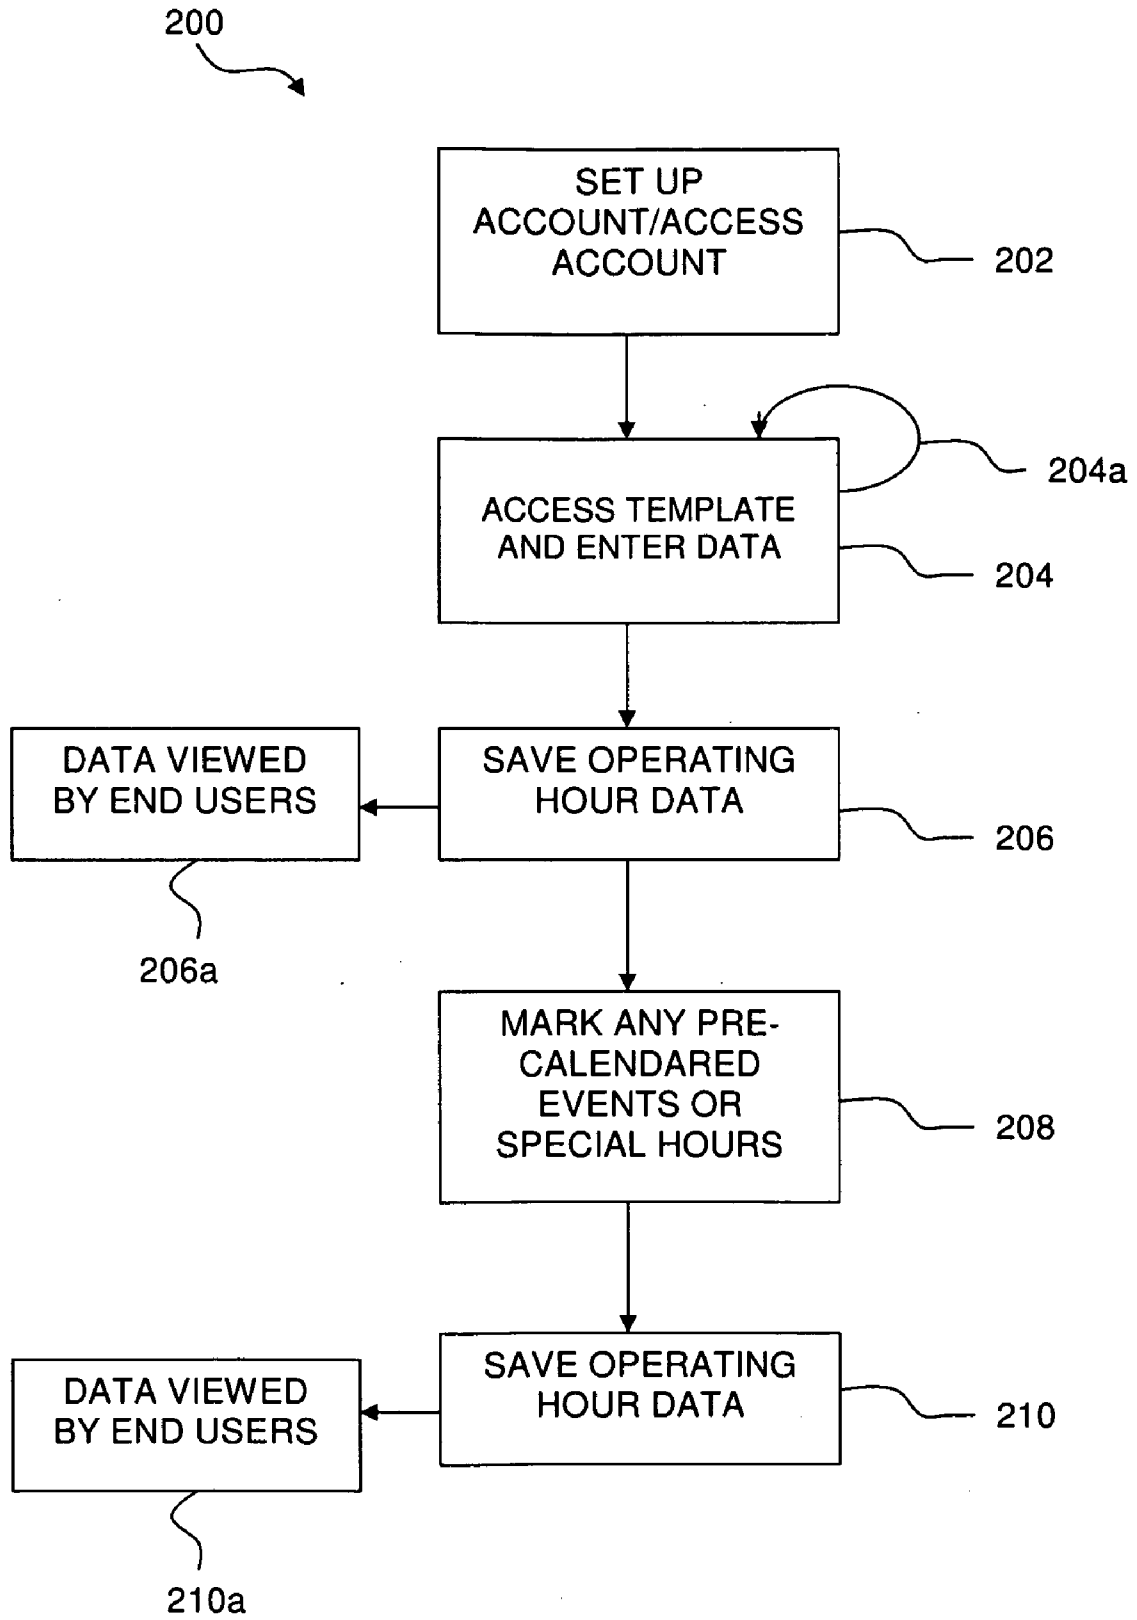 200
SET UP
ACCOUNT/ACCESS
ACCOUNT
202
204a
ACCESS TEMPLATE
AND ENTER DATA
204
DATA VIEWED
BY END USERS
SAVE OPERATING
HOUR DATA
206
206a
MARK ANY PRE-
CALENDARED
EVENTS OR
SPECIAL HOURS
208
SAVE OPERATING
HOUR DATA
210
DATA VIEWED
BY END USERS
210a